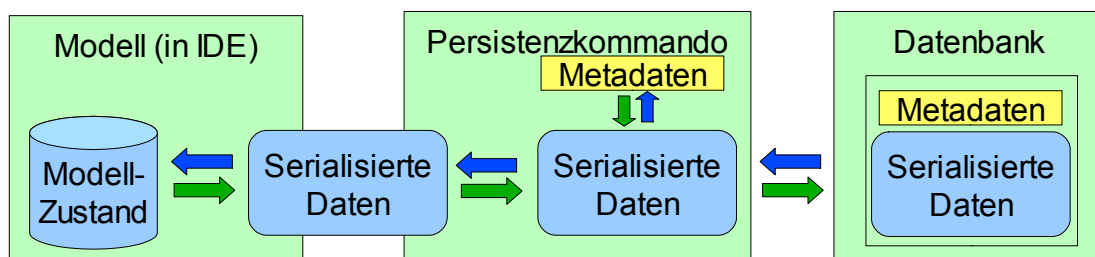 Modell (in IDE)
Modell-
Zustand
Serialisierte
Daten
Persistenzkommando
Metadaten
Serialisierte
Daten
Datenbank
Metadaten
Serialisierte
Daten